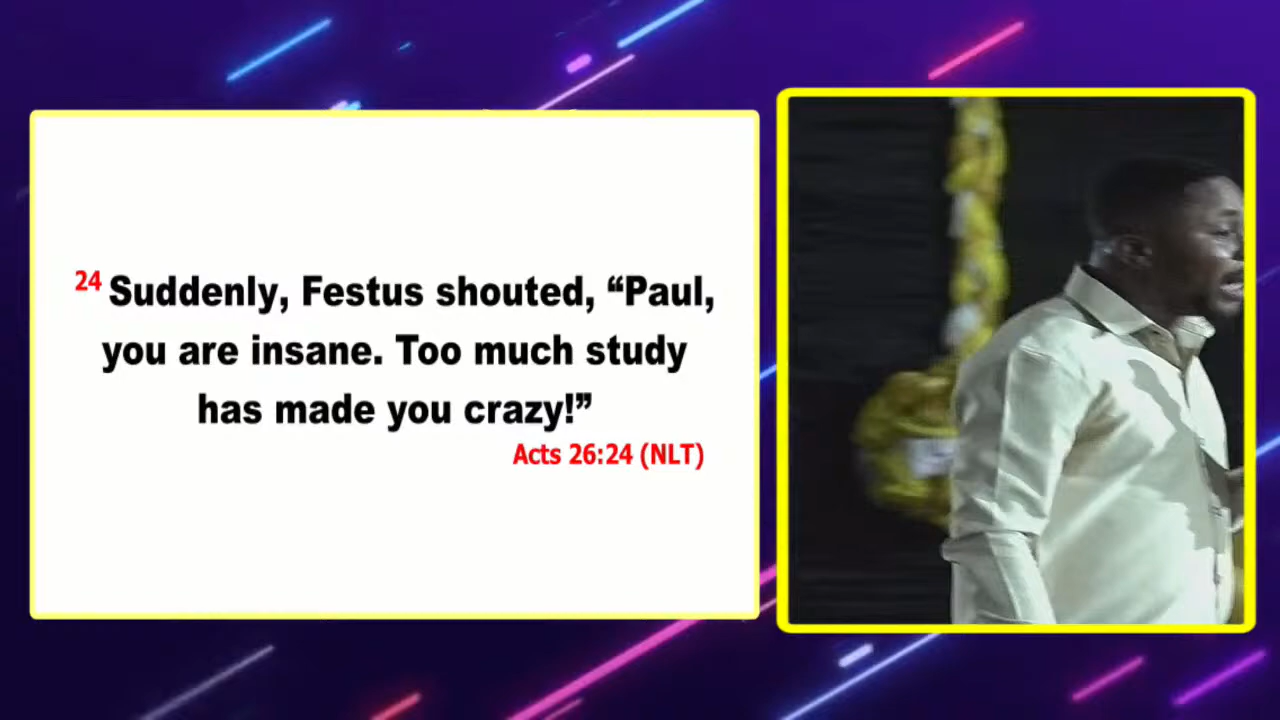 24 Suddenly, Festus shouted, “Paul,
you are insane. Too much study
has made you crazy!”
Acts 26:24 (NLT)